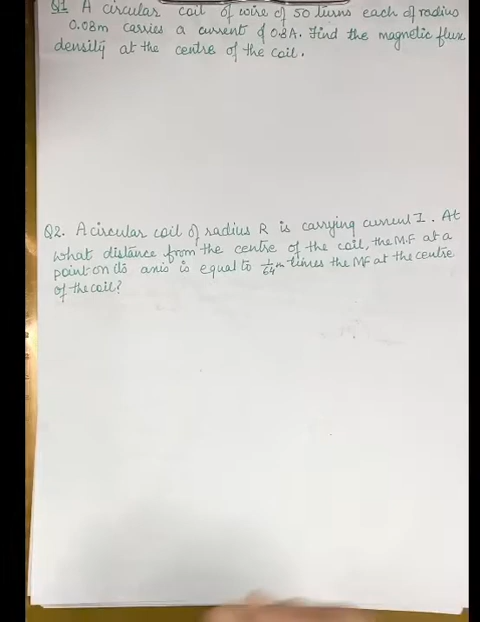 Q1 A circular coil of wire of 50 turns each of radius
0.08m carries a current of 0.8A. Find the magnetic flux
density at the centre of the coil.
Q2. A circular coil of radius R is carrying current I. At
what distance from the centre of the coil, the M.F at a
point on its axis is equal to 1/64th times the MF at the centre
of the coil?